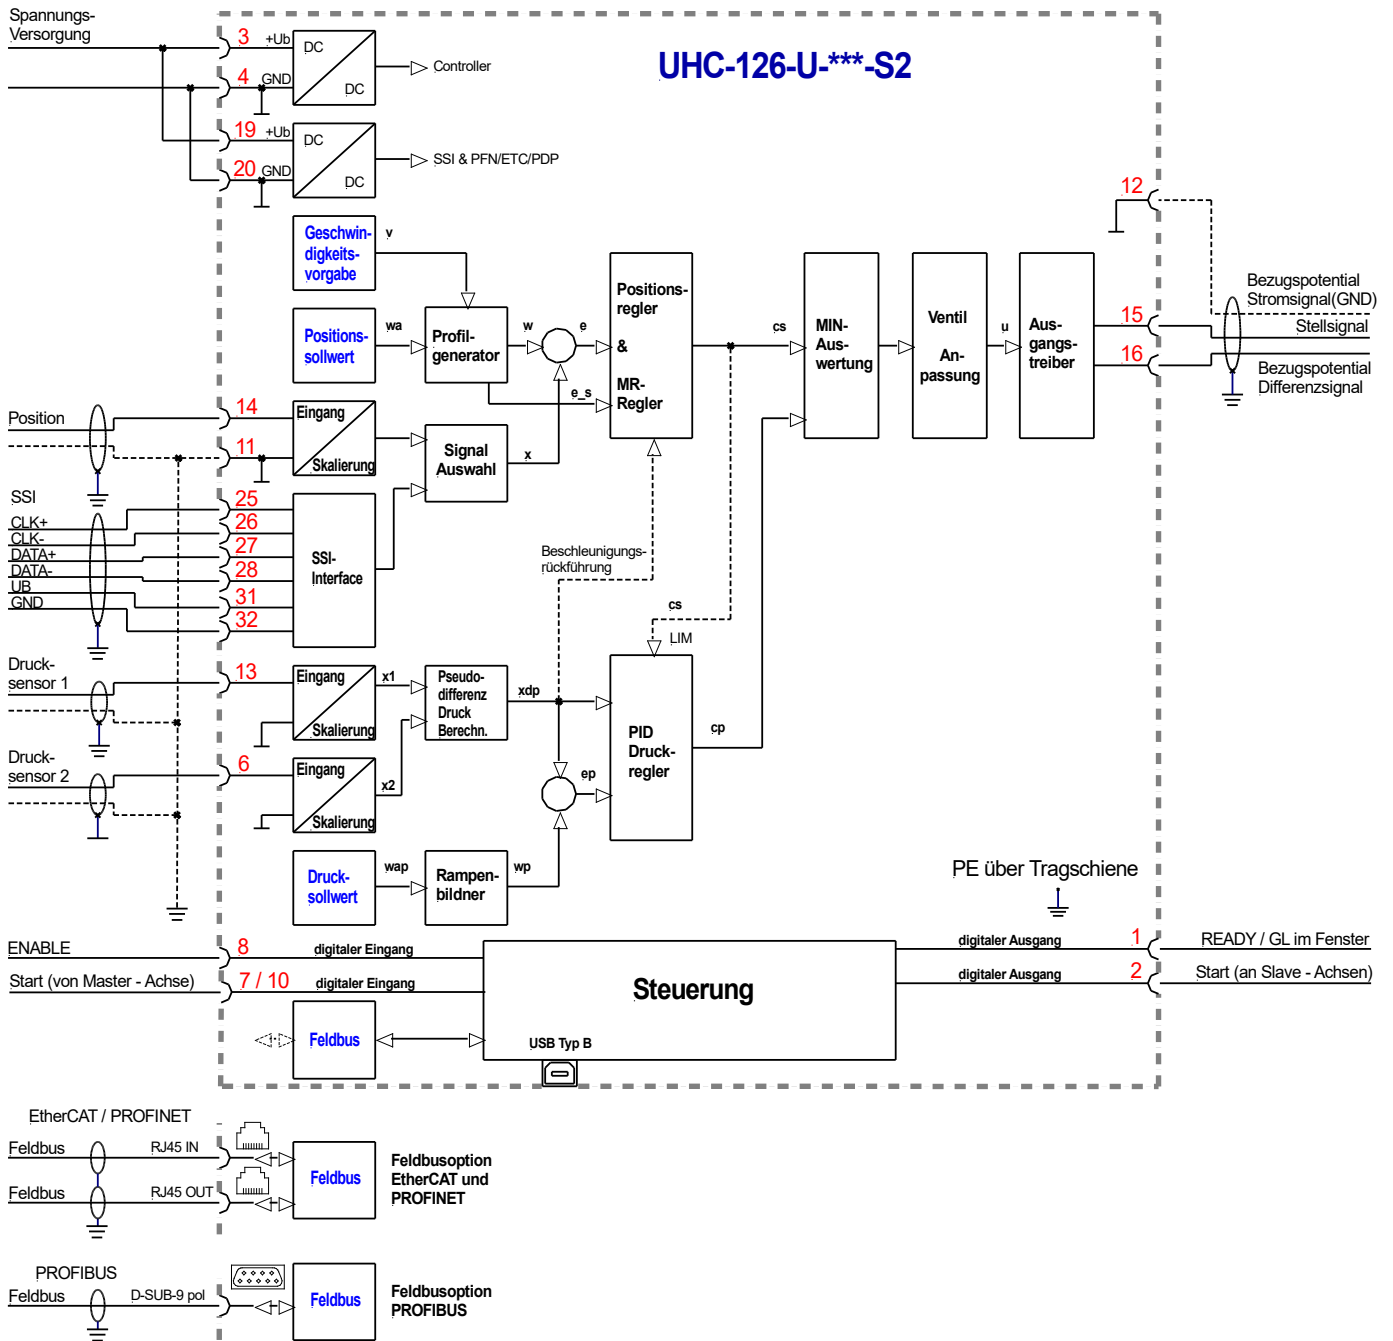 Spannungs-
Versorgung
3 +Ub
DC
DC
Controller
4 GND
UHC-126-U-***-S2
19 +Ub
DC
DC
SSI & PFN/ETC/PDP
20 GND
12
Geschwin-
digkeits-
vorgabe
v
Positions-
sollwert
wa
Profil-
generator
w
e
e_s
Positions-
regler
&
MR-
Regler
cs
MIN-
Aus-
wertung
Ventil
An-
passung
u
Aus-
gangs-
treiber
15
16
Bezugspotential
Stromsignal(GND)
Stellsignal
Bezugspotential
Differenzsignal
Position
14
11
Eingang
Skalierung
Signal
Auswahl
x
SSI
CLK+
CLK-
DATA+
DATA-
UB
GND
25
26
27
28
31
32
SSI-
Interface
Beschleunigungs-
rückführung
cs
LIM
Druck-
sensor 1
13
Eingang
Skalierung
x1
Pseudo-
differenz
Druck
Berechn.
xdp
PID
Druck-
regler
cp
Druck-
sensor 2
6
Eingang
Skalierung
x2
ep
Druck-
sollwert
wap
Rampen-
bildner
wp
PE über Tragschiene
ENABLE
8
digitaler Eingang
Start (von Master - Achse)
7 / 10
digitaler Eingang
Steuerung
USB Typ B
Feldbus
digitaler Ausgang
1
READY / GL im Fenster
digitaler Ausgang
2
Start (an Slave - Achsen)
EtherCAT / PROFINET
Feldbus
RJ45 IN
Feldbus
RJ45 OUT
Feldbus
Feldbusoption
EtherCAT und
PROFINET
PROFIBUS
Feldbus
D-SUB-9 pol
Feldbus
Feldbusoption
PROFIBUS